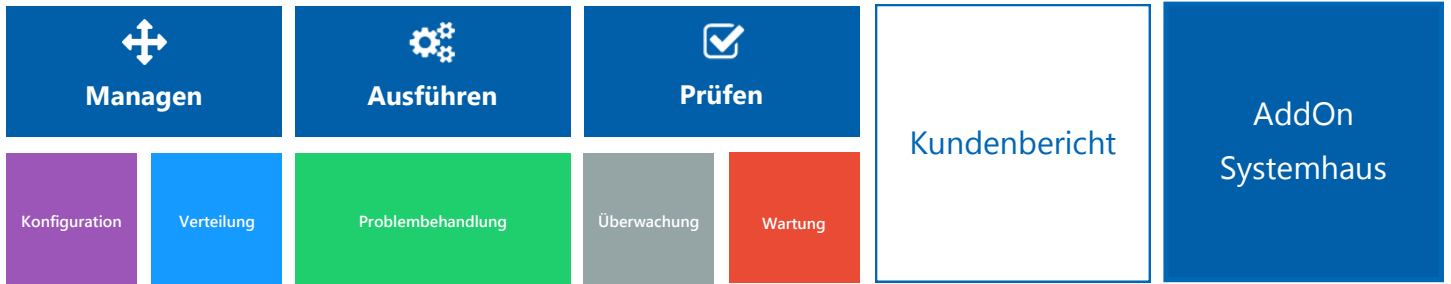 Managen
Ausführen
Prüfen
Konfiguration
Verteilung
Problembehandlung
Überwachung
Wartung
Kundenbericht
AddOn
Systemhaus